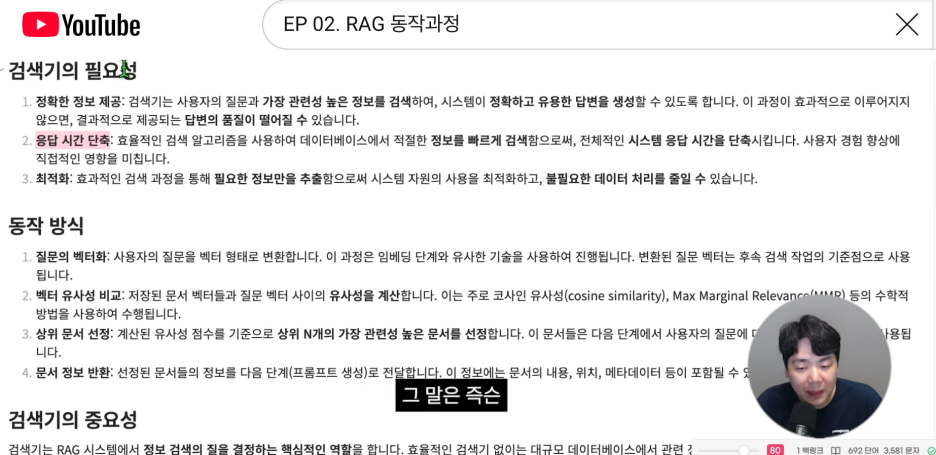 YouTube
EP 02. RAG 동작과정
검색기의 필요성
1. 정확한 정보 제공: 검색기는 사용자의 질문과 가장 관련성 높은 정보를 검색하여, 시스템이 정확하고 유용한 답변을 생성할 수 있도록 합니다. 이 과정이 효과적으로 이루어지지
않으면, 결과적으로 제공되는 답변의 품질이 떨어질 수 있습니다.
2. 응답 시간 단축: 효율적인 검색 알고리즘을 사용하여 데이터베이스에서 적절한 정보를 빠르게 검색함으로써, 전체적인 시스템 응답 시간을 단축시킵니다. 사용자 경험 향상에
직접적인 영향을 미칩니다.
3. 최적화: 효과적인 검색 과정을 통해 필요한 정보만을 추출함으로써 시스템 자원의 사용을 최적화하고, 불필요한 데이터 처리를 줄일 수 있습니다.
동작 방식
1. 질문의 벡터화: 사용자의 질문을 벡터 형태로 변환합니다. 이 과정은 임베딩 단계와 유사한 기술을 사용하여 진행됩니다. 변환된 질문 벡터는 후속 검색 작업의 기준점으로 사용
됩니다.
2. 벡터 유사성 비교: 저장된 문서 벡터들과 질문 벡터 사이의 유사성을 계산합니다. 이는 주로 코사인 유사성(cosine similarity), Max Marginal Relevance(MMR) 등의 수학적
방법을 사용하여 수행됩니다.
3. 상위 문서 선정: 계산된 유사성 점수를 기준으로 상위 N개의 가장 관련성 높은 문서를 선정합니다. 이 문서들은 다음 단계에서 사용자의 질문에 사용됩
니다.
4. 문서 정보 반환: 선정된 문서들의 정보를 다음 단계(프롬프트 생성)로 전달합니다. 이 정보에는 문서의 내용, 위치, 메타데이터 등이 포함될 수
그 말은 즉슨
검색기의 중요성
검색기는 RAG 시스템에서 정보 검색의 질을 결정하는 핵심적인 역할을 합니다. 효율적인 검색기 없이는 대규모 데이터베이스에서 관련
80 1 백링크 692 단어 3,581 문자